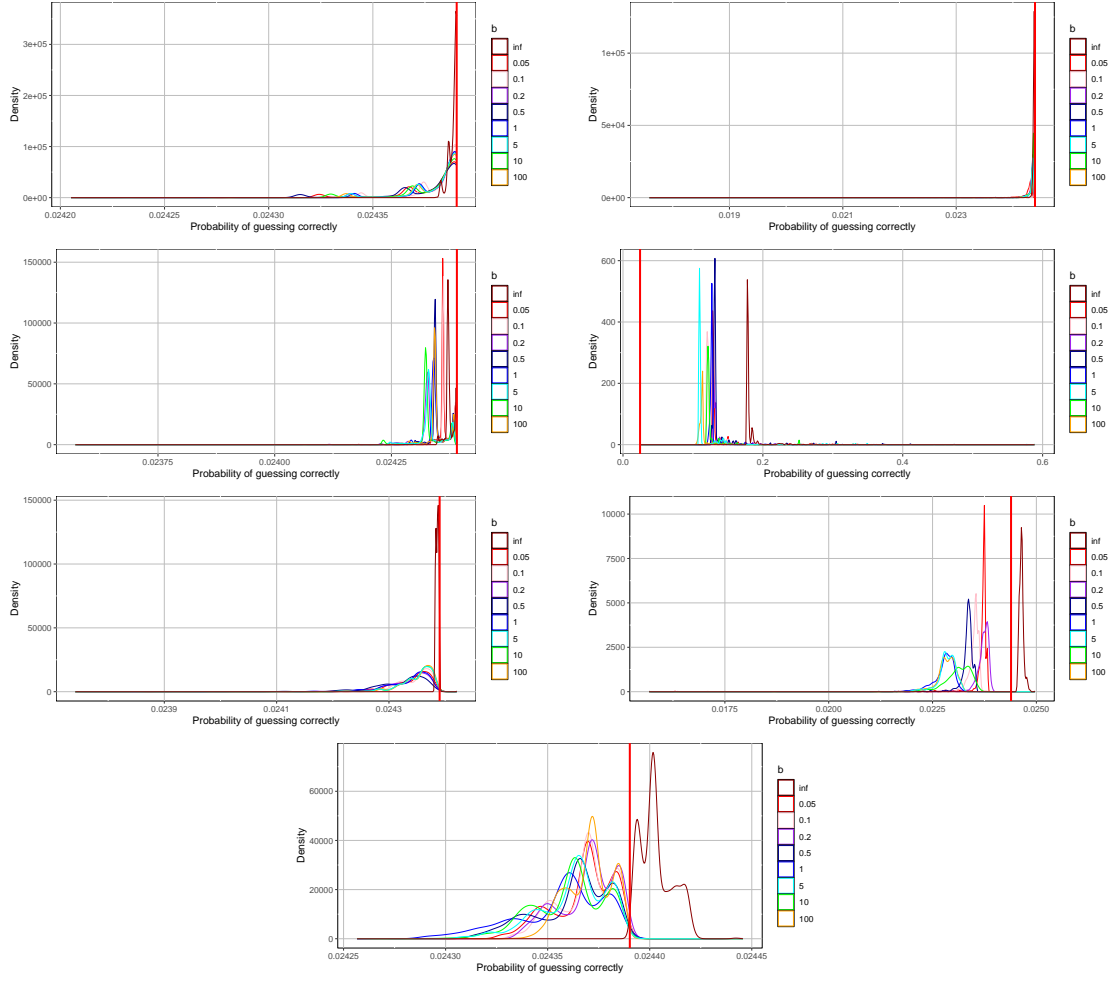 b
inf
0.05
0.1
0.2
0.5
1
5
10
100
Density
3e+05
2e+05
1e+05
0e+00
0.02420
0.02425
0.02430
0.02435
Probability of guessing correctly
b
inf
0.05
0.1
0.2
0.5
1
5
10
100
Density
1e+05
5e+04
0e+00
0.019
0.021
0.023
Probability of guessing correctly
b
inf
0.05
0.1
0.2
0.5
1
5
10
100
Density
150000
100000
50000
0
0.02375
0.02400
0.02425
Probability of guessing correctly
b
inf
0.05
0.1
0.2
0.5
1
5
10
100
Density
600
400
200
0
0.0
0.2
0.4
0.6
Probability of guessing correctly
b
inf
0.05
0.1
0.2
0.5
1
5
10
100
Density
150000
100000
50000
0
0.0239
0.0241
0.0243
Probability of guessing correctly
b
inf
0.05
0.1
0.2
0.5
1
5
10
100
Density
10000
7500
5000
2500
0
0.0175
0.0200
0.0225
0.0250
Probability of guessing correctly
b
inf
0.05
0.1
0.2
0.5
1
5
10
100
Density
60000
40000
20000
0
0.02425
0.02430
0.02435
0.02440
0.02445
Probability of guessing correctly